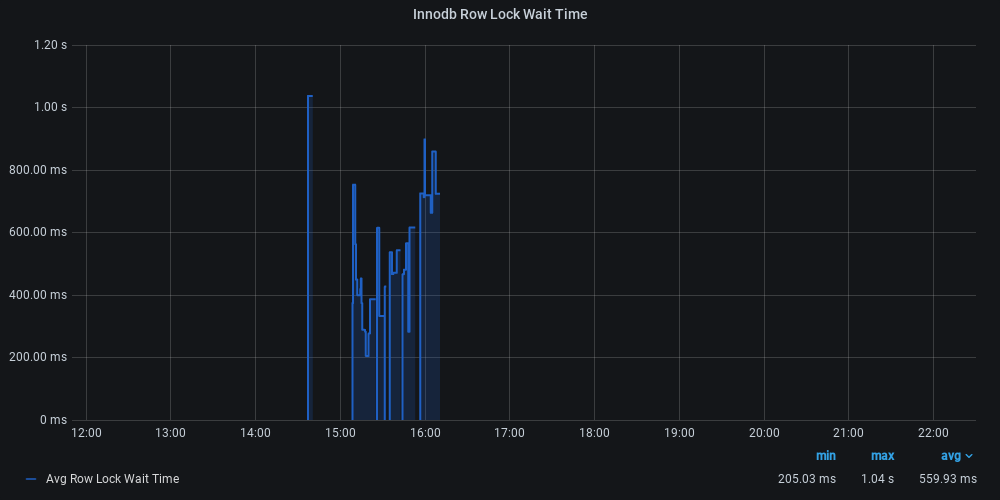 Innodb Row Lock Wait Time
1.20 s
1.00 s
800.00 ms
600.00 ms
400.00 ms
200.00 ms
0 ms
12:00 13:00 14:00 15:00 16:00 17:00 18:00 19:00 20:00 21:00 22:00
min max avg
Avg Row Lock Wait Time 205.03 ms 1.04 s 559.93 ms